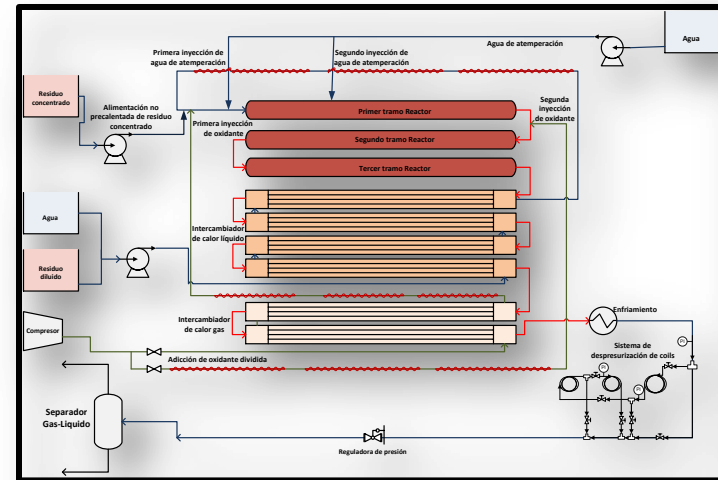 Agua de atemperación
Agua
Primera inyección de
agua de atemperación
Segundo inyección de
agua de atemperación
Residuo
concentrado
Alimentación no
precalentada de residuo
concentrado
Primera inyección
de oxidante
Segunda
inyección
de oxidante
Primer tramo Reactor
Segundo tramo Reactor
Tercer tramo Reactor
Agua
Residuo
diluido
Intercambiador
de calor líquido
Intercambiador
de calor gas
Compresor
Adicción de oxidante dividida
Enfriamiento
PI
Sistema de
despresurización de coils
PI
PI
Separador
Gas-Liquido
Reguladora de presión